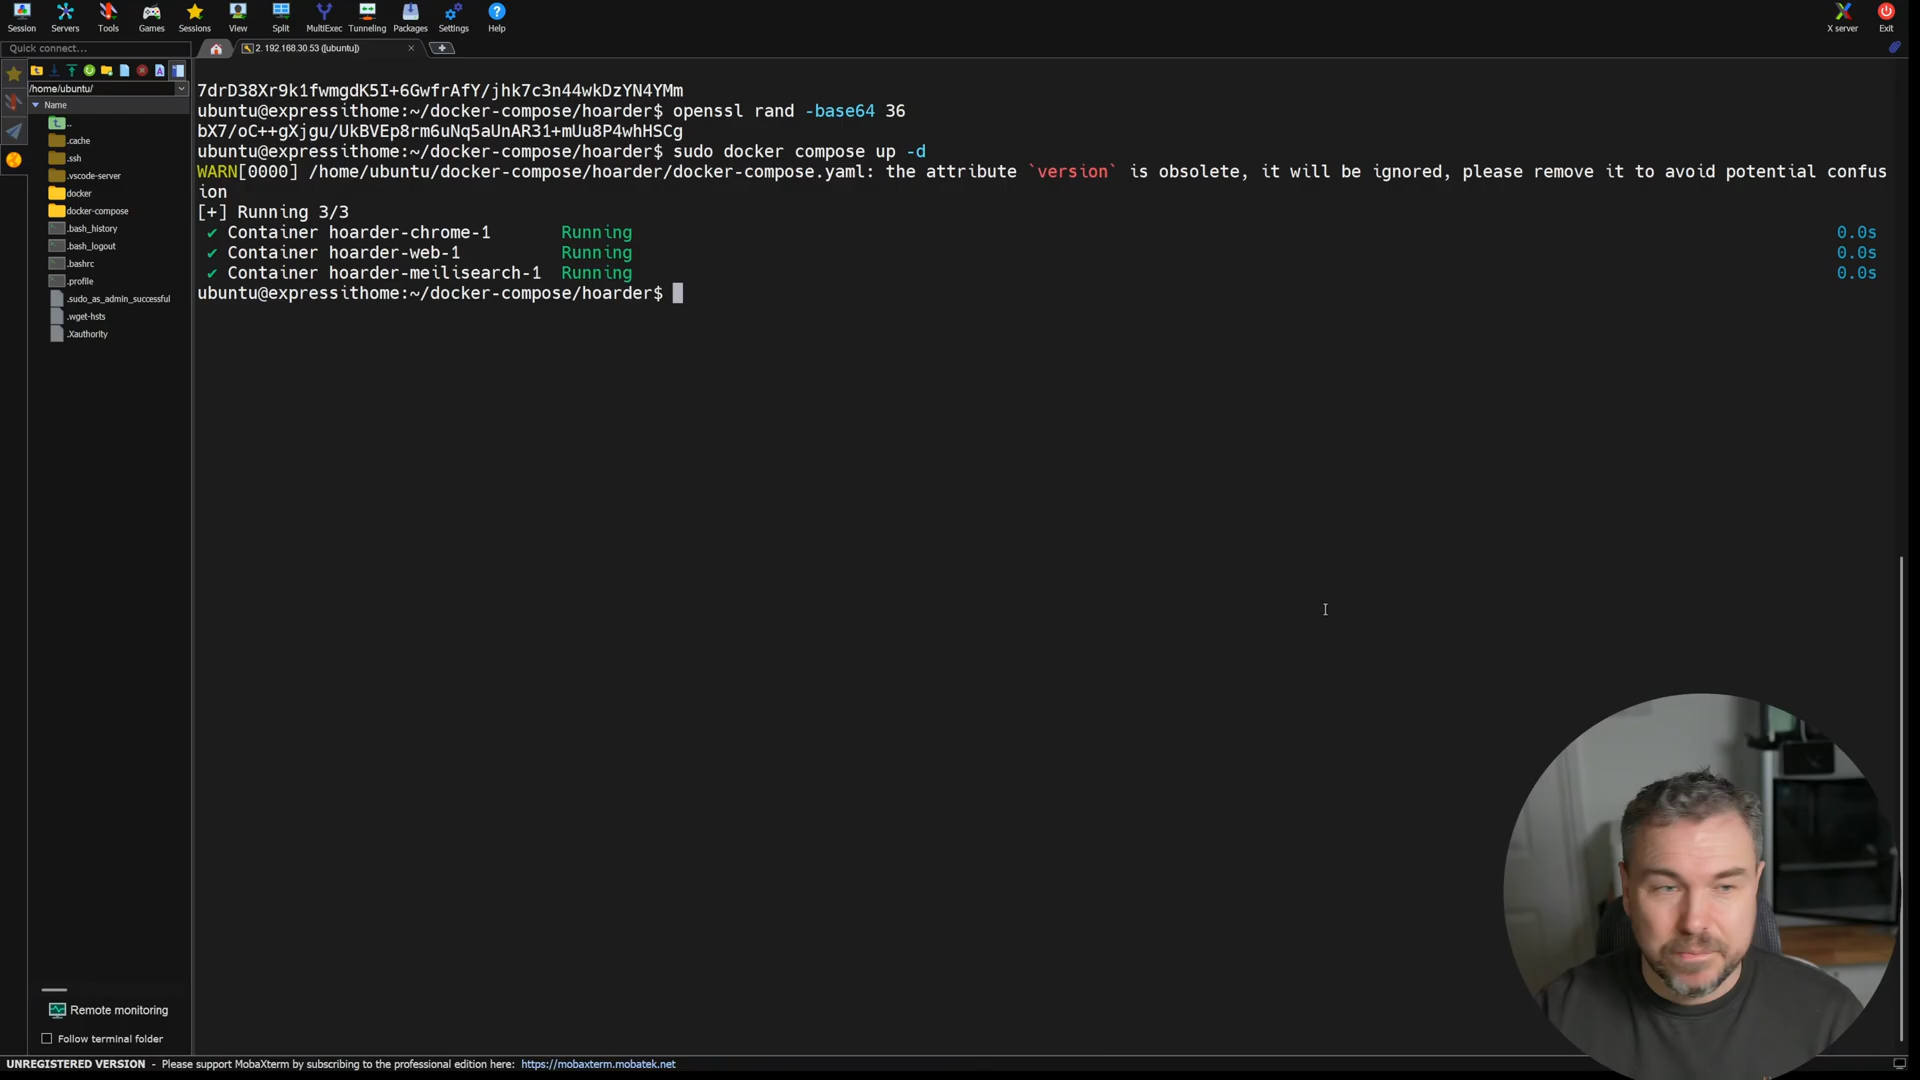 Session Servers Tools Games Sessions View Split MultiExec Tunneling Packages Settings Help X server Exit
Quick connect...
2. 192.168.30.53 (ubuntu)
/home/ubuntu/
Name
..
.cache
.ssh
.vscode-server
docker
docker-compose
.bash_history
.bash_logout
.bashrc
.profile
.sudo_as_admin_successful
.wget-hsts
.Xauthority
Remote monitoring
Follow terminal folder
7drD38Xr9k1fwmgdK5I+6GwfrAfY/jhk7c3n44wkDzYN4YMm
ubuntu@expressithome:~/docker-compose/hoarder$ openssl rand -base64 36
bX7/oC++gXjgu/UkBVEp8rm6uNq5aUnAR31+mUu8P4whHSCg
ubuntu@expressithome:~/docker-compose/hoarder$ sudo docker compose up -d
WARN[0000] /home/ubuntu/docker-compose/hoarder/docker-compose.yaml: the attribute `version` is obsolete, it will be ignored, please remove it to avoid potential confus
ion
[+] Running 3/3
✔ Container hoarder-chrome-1 Running 0.0s
✔ Container hoarder-web-1 Running 0.0s
✔ Container hoarder-meilisearch-1 Running 0.0s
ubuntu@expressithome:~/docker-compose/hoarder$
UNREGISTERED VERSION - Please support MobaXterm by subscribing to the professional edition here: https://mobaxterm.mobatek.net